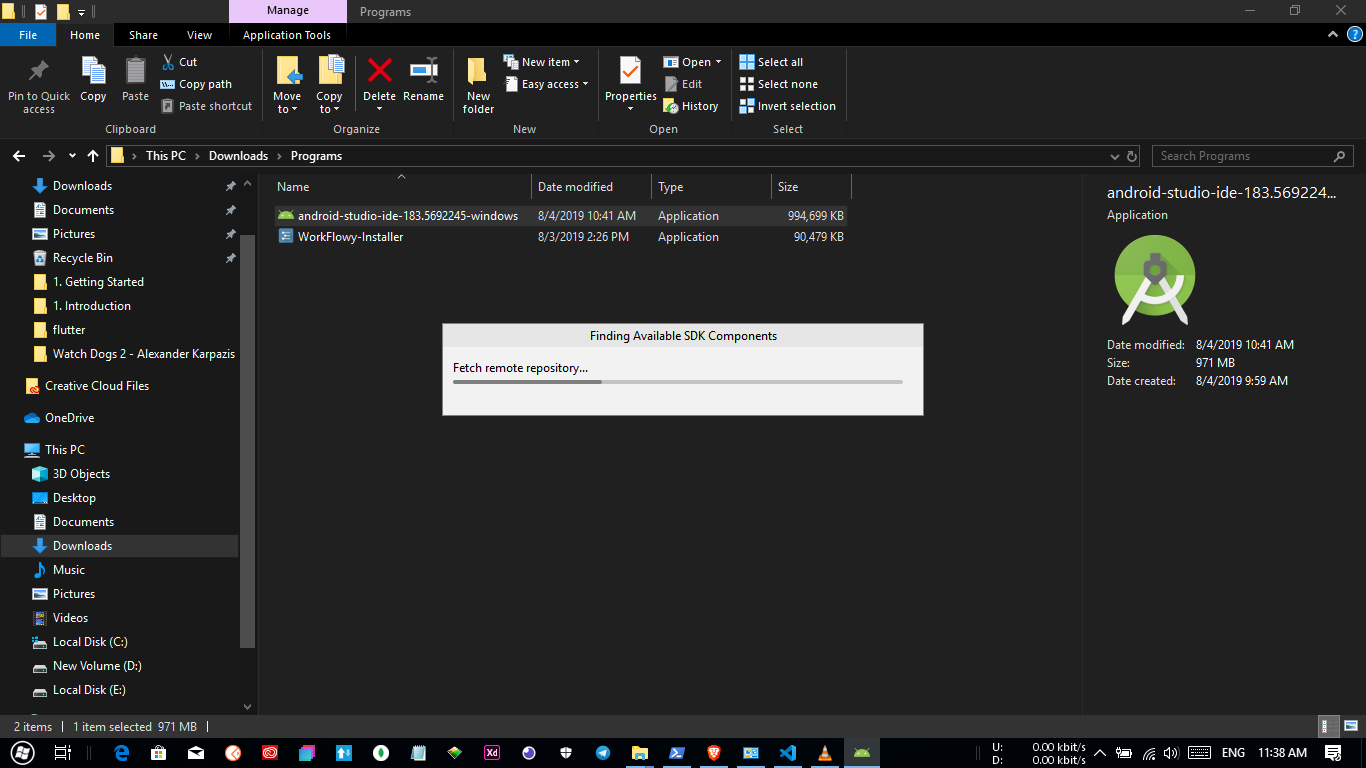 Manage
Programs
File
Home
Share
View
Application Tools
Pin to Quick access
Copy
Paste
Cut
Copy path
Paste shortcut
Clipboard
Move to
Copy to
Delete
Rename
Organize
New folder
New item
Easy access
New
Properties
Open
Edit
History
Open
Select all
Select none
Invert selection
Select
This PC > Downloads > Programs
Search Programs
Downloads
Documents
Pictures
Recycle Bin
1. Getting Started
1. Introduction
flutter
Watch Dogs 2 - Alexander Karpazis
Creative Cloud Files
OneDrive
This PC
3D Objects
Desktop
Documents
Downloads
Music
Pictures
Videos
Local Disk (C:)
New Volume (D:)
Local Disk (E:)
Name Date modified Type Size
android-studio-ide-183.5692245-windows 8/4/2019 10:41 AM Application 994,699 KB
WorkFlowy-Installer 8/3/2019 2:26 PM Application 90,479 KB
Finding Available SDK Components
Fetch remote repository...
android-studio-ide-183.569224...
Application
Date modified: 8/4/2019 10:41 AM
Size: 971 MB
Date created: 8/4/2019 9:59 AM
2 items 1 item selected 971 MB
Xd
U: 0.00 kbit/s
D: 0.00 kbit/s
ENG
11:38 AM